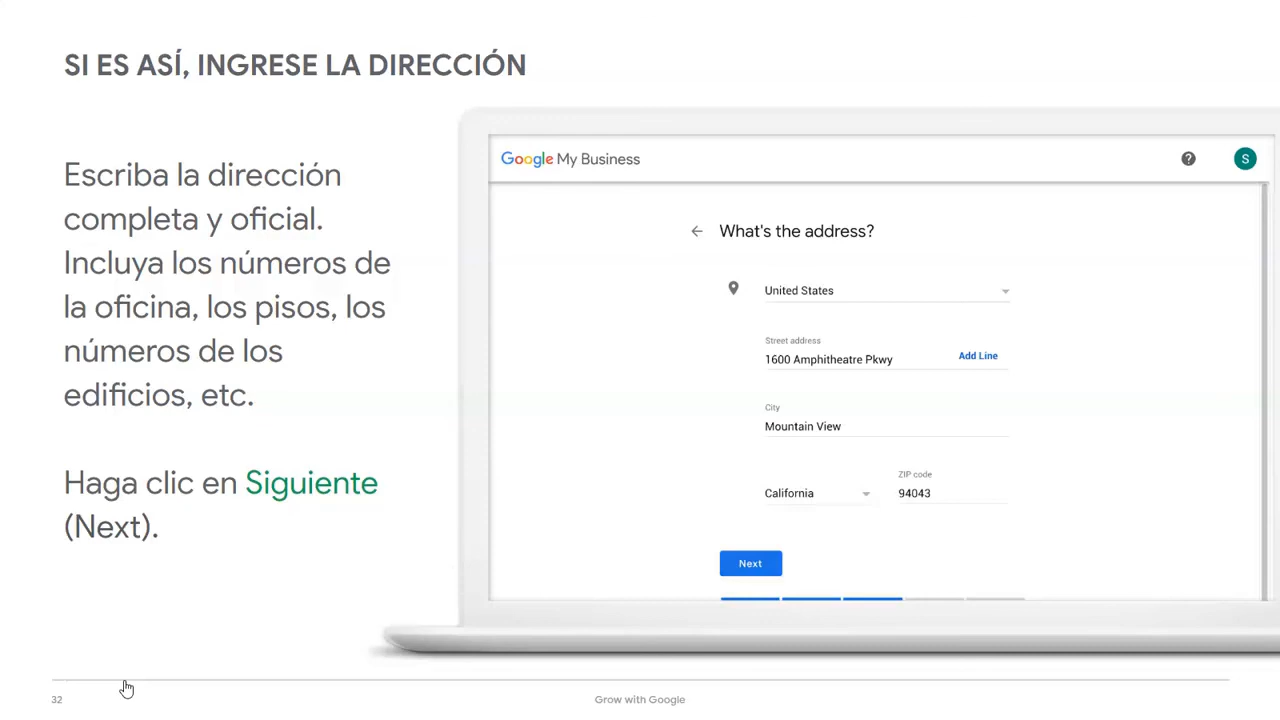 SI ES ASÍ, INGRESE LA DIRECCIÓN
Escriba la dirección
completa y oficial.
Incluya los números de
la oficina, los pisos, los
números de los
edificios, etc.
Haga clic en Siguiente
(Next).
Google My Business
?
S
← What's the address?
United States
Street address
1600 Amphitheatre Pkwy
Add Line
City
Mountain View
ZIP code
California
94043
Next
32
Grow with Google